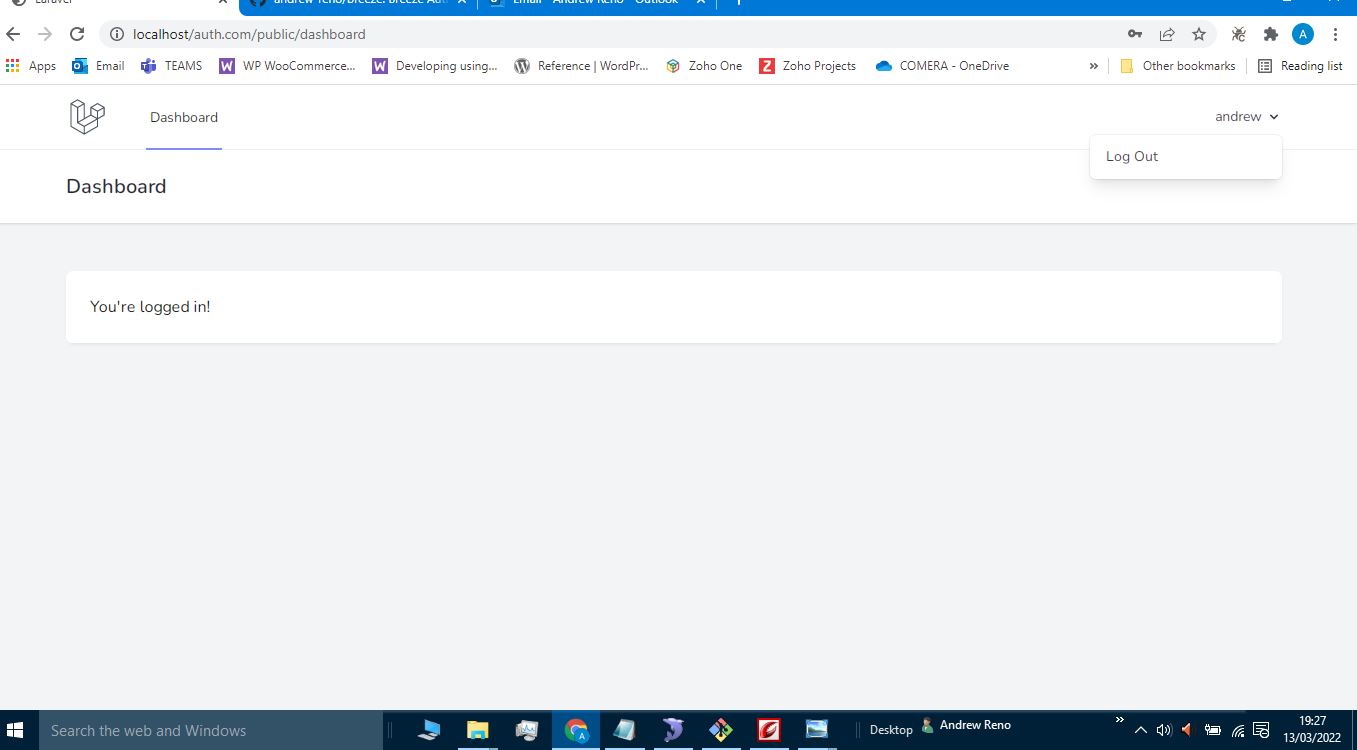 Laravel andrew-reno/breeze: Breeze Aut Email - Andrew Reno - Outlook
localhost/auth.com/public/dashboard A
Apps Email TEAMS WP WooCommerce... Developing using... Reference | WordPr... Zoho One Zoho Projects COMERA - OneDrive » Other bookmarks Reading list
Dashboard andrew
Log Out
Dashboard
You're logged in!
Search the web and Windows Desktop Andrew Reno » 19:27
13/03/2022